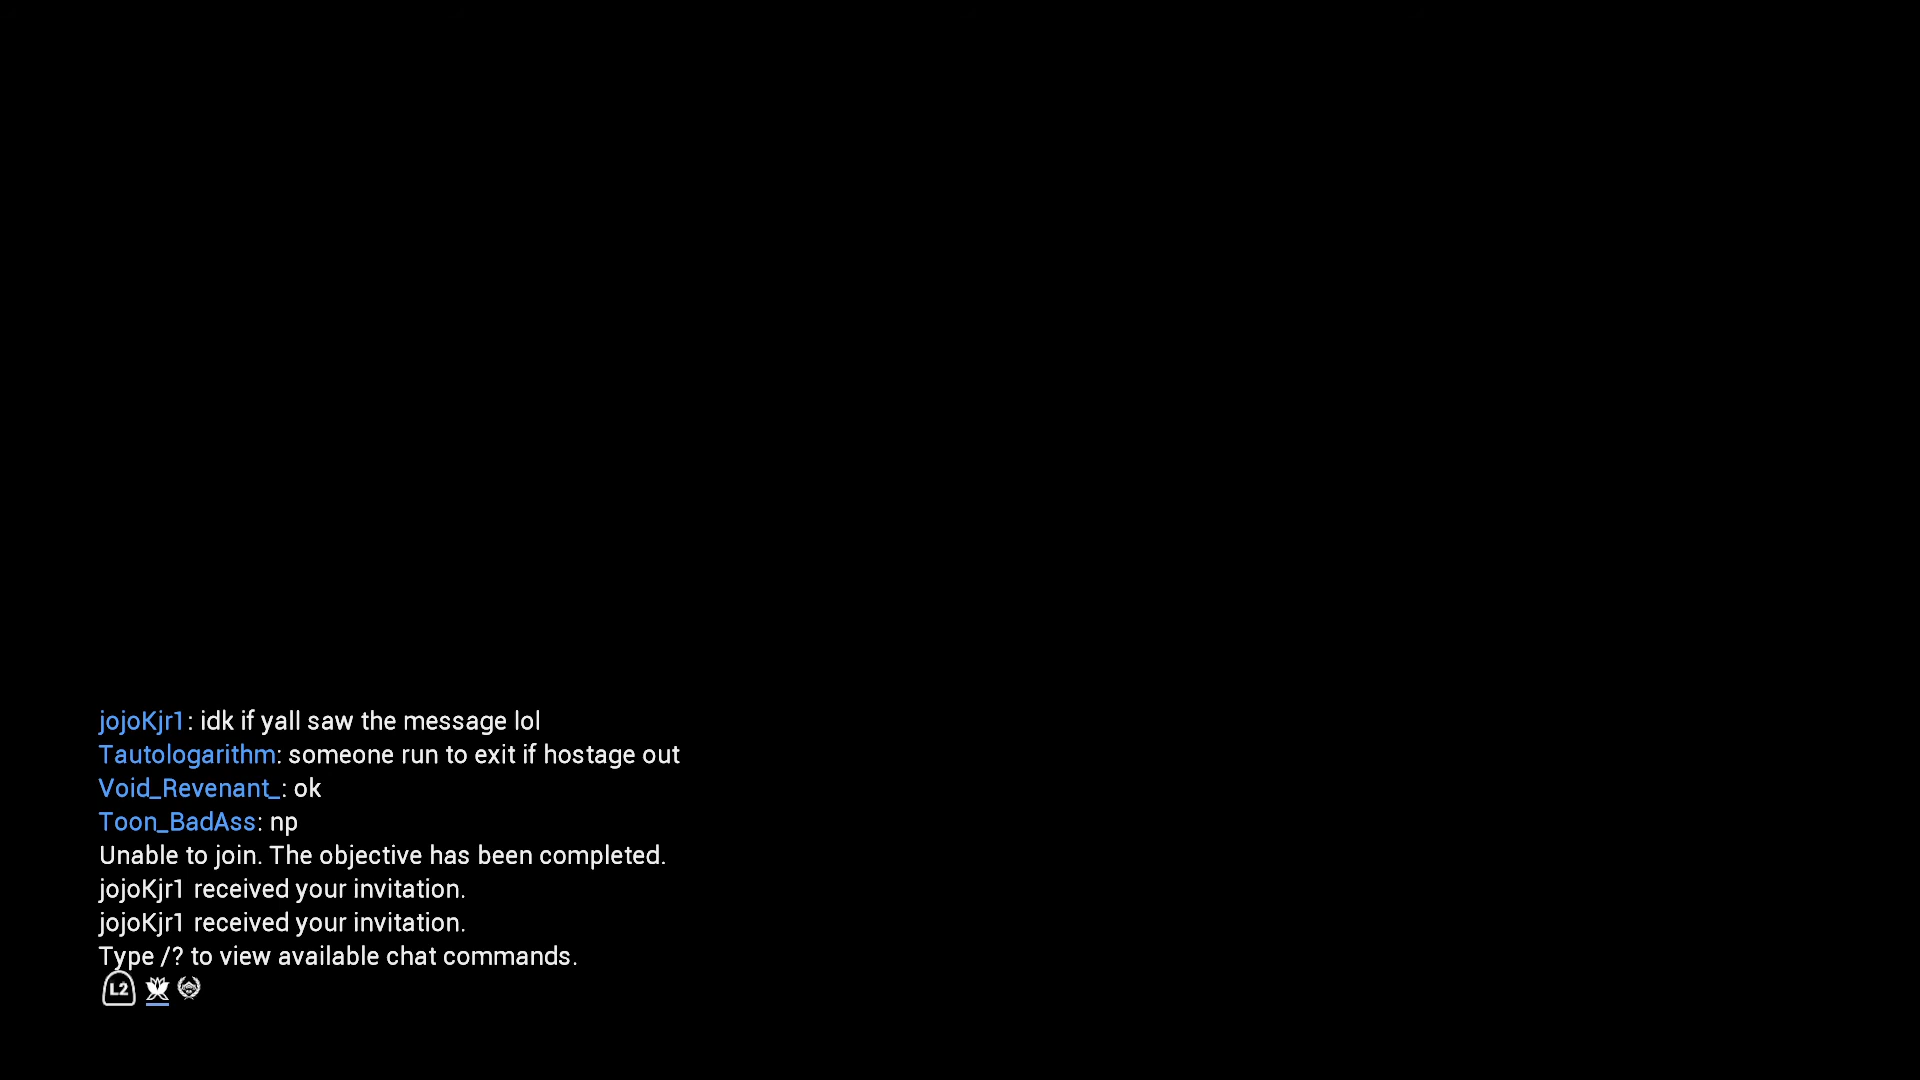 jojoKjr1: idk if yall saw the message lol
Tautologarithm: someone run to exit if hostage out
Void_Revenant_: ok
Toon_BadAss: np
Unable to join. The objective has been completed.
jojoKjr1 received your invitation.
jojoKjr1 received your invitation.
Type /? to view available chat commands.
L2